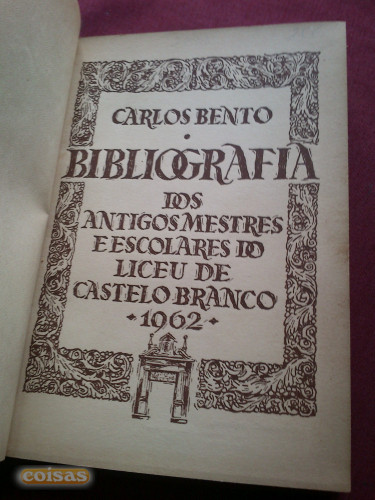 CARLOS BENTO
•
BIBLIOGRAFIA
DOS
ANTIGOS MESTRES
E ESCOLARES DO
LICEU DE
CASTELO BRANCO
• 1962 •
coisas